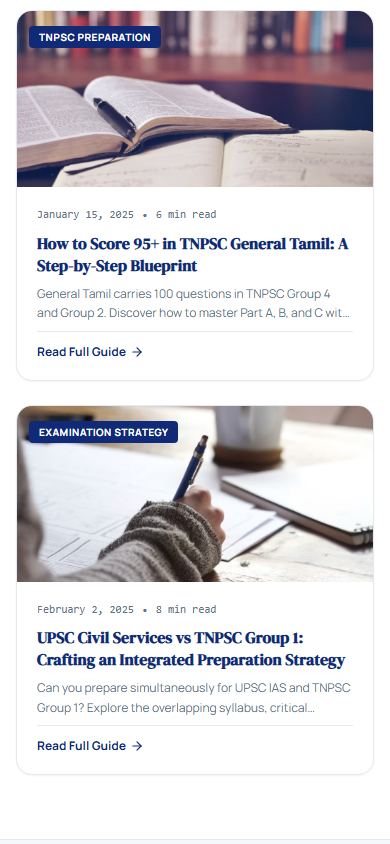 TNPSC PREPARATION
January 15, 2025 • 6 min read
How to Score 95+ in TNPSC General Tamil: A
Step-by-Step Blueprint
General Tamil carries 100 questions in TNPSC Group 4
and Group 2. Discover how to master Part A, B, and C wit...
Read Full Guide →
EXAMINATION STRATEGY
February 2, 2025 • 8 min read
UPSC Civil Services vs TNPSC Group 1:
Crafting an Integrated Preparation Strategy
Can you prepare simultaneously for UPSC IAS and TNPSC
Group 1? Explore the overlapping syllabus, critical...
Read Full Guide →